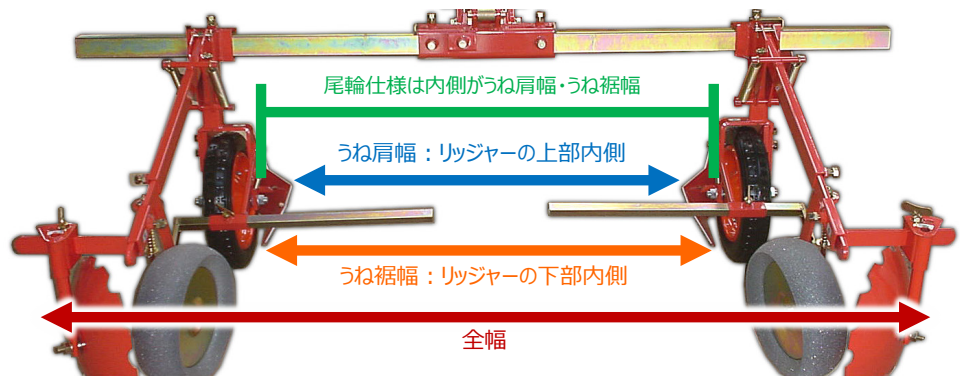 尾輪仕様は内側がうね肩幅・うね裾幅
うね肩幅：リッジャーの上部内側
うね裾幅：リッジャーの下部内側
全幅